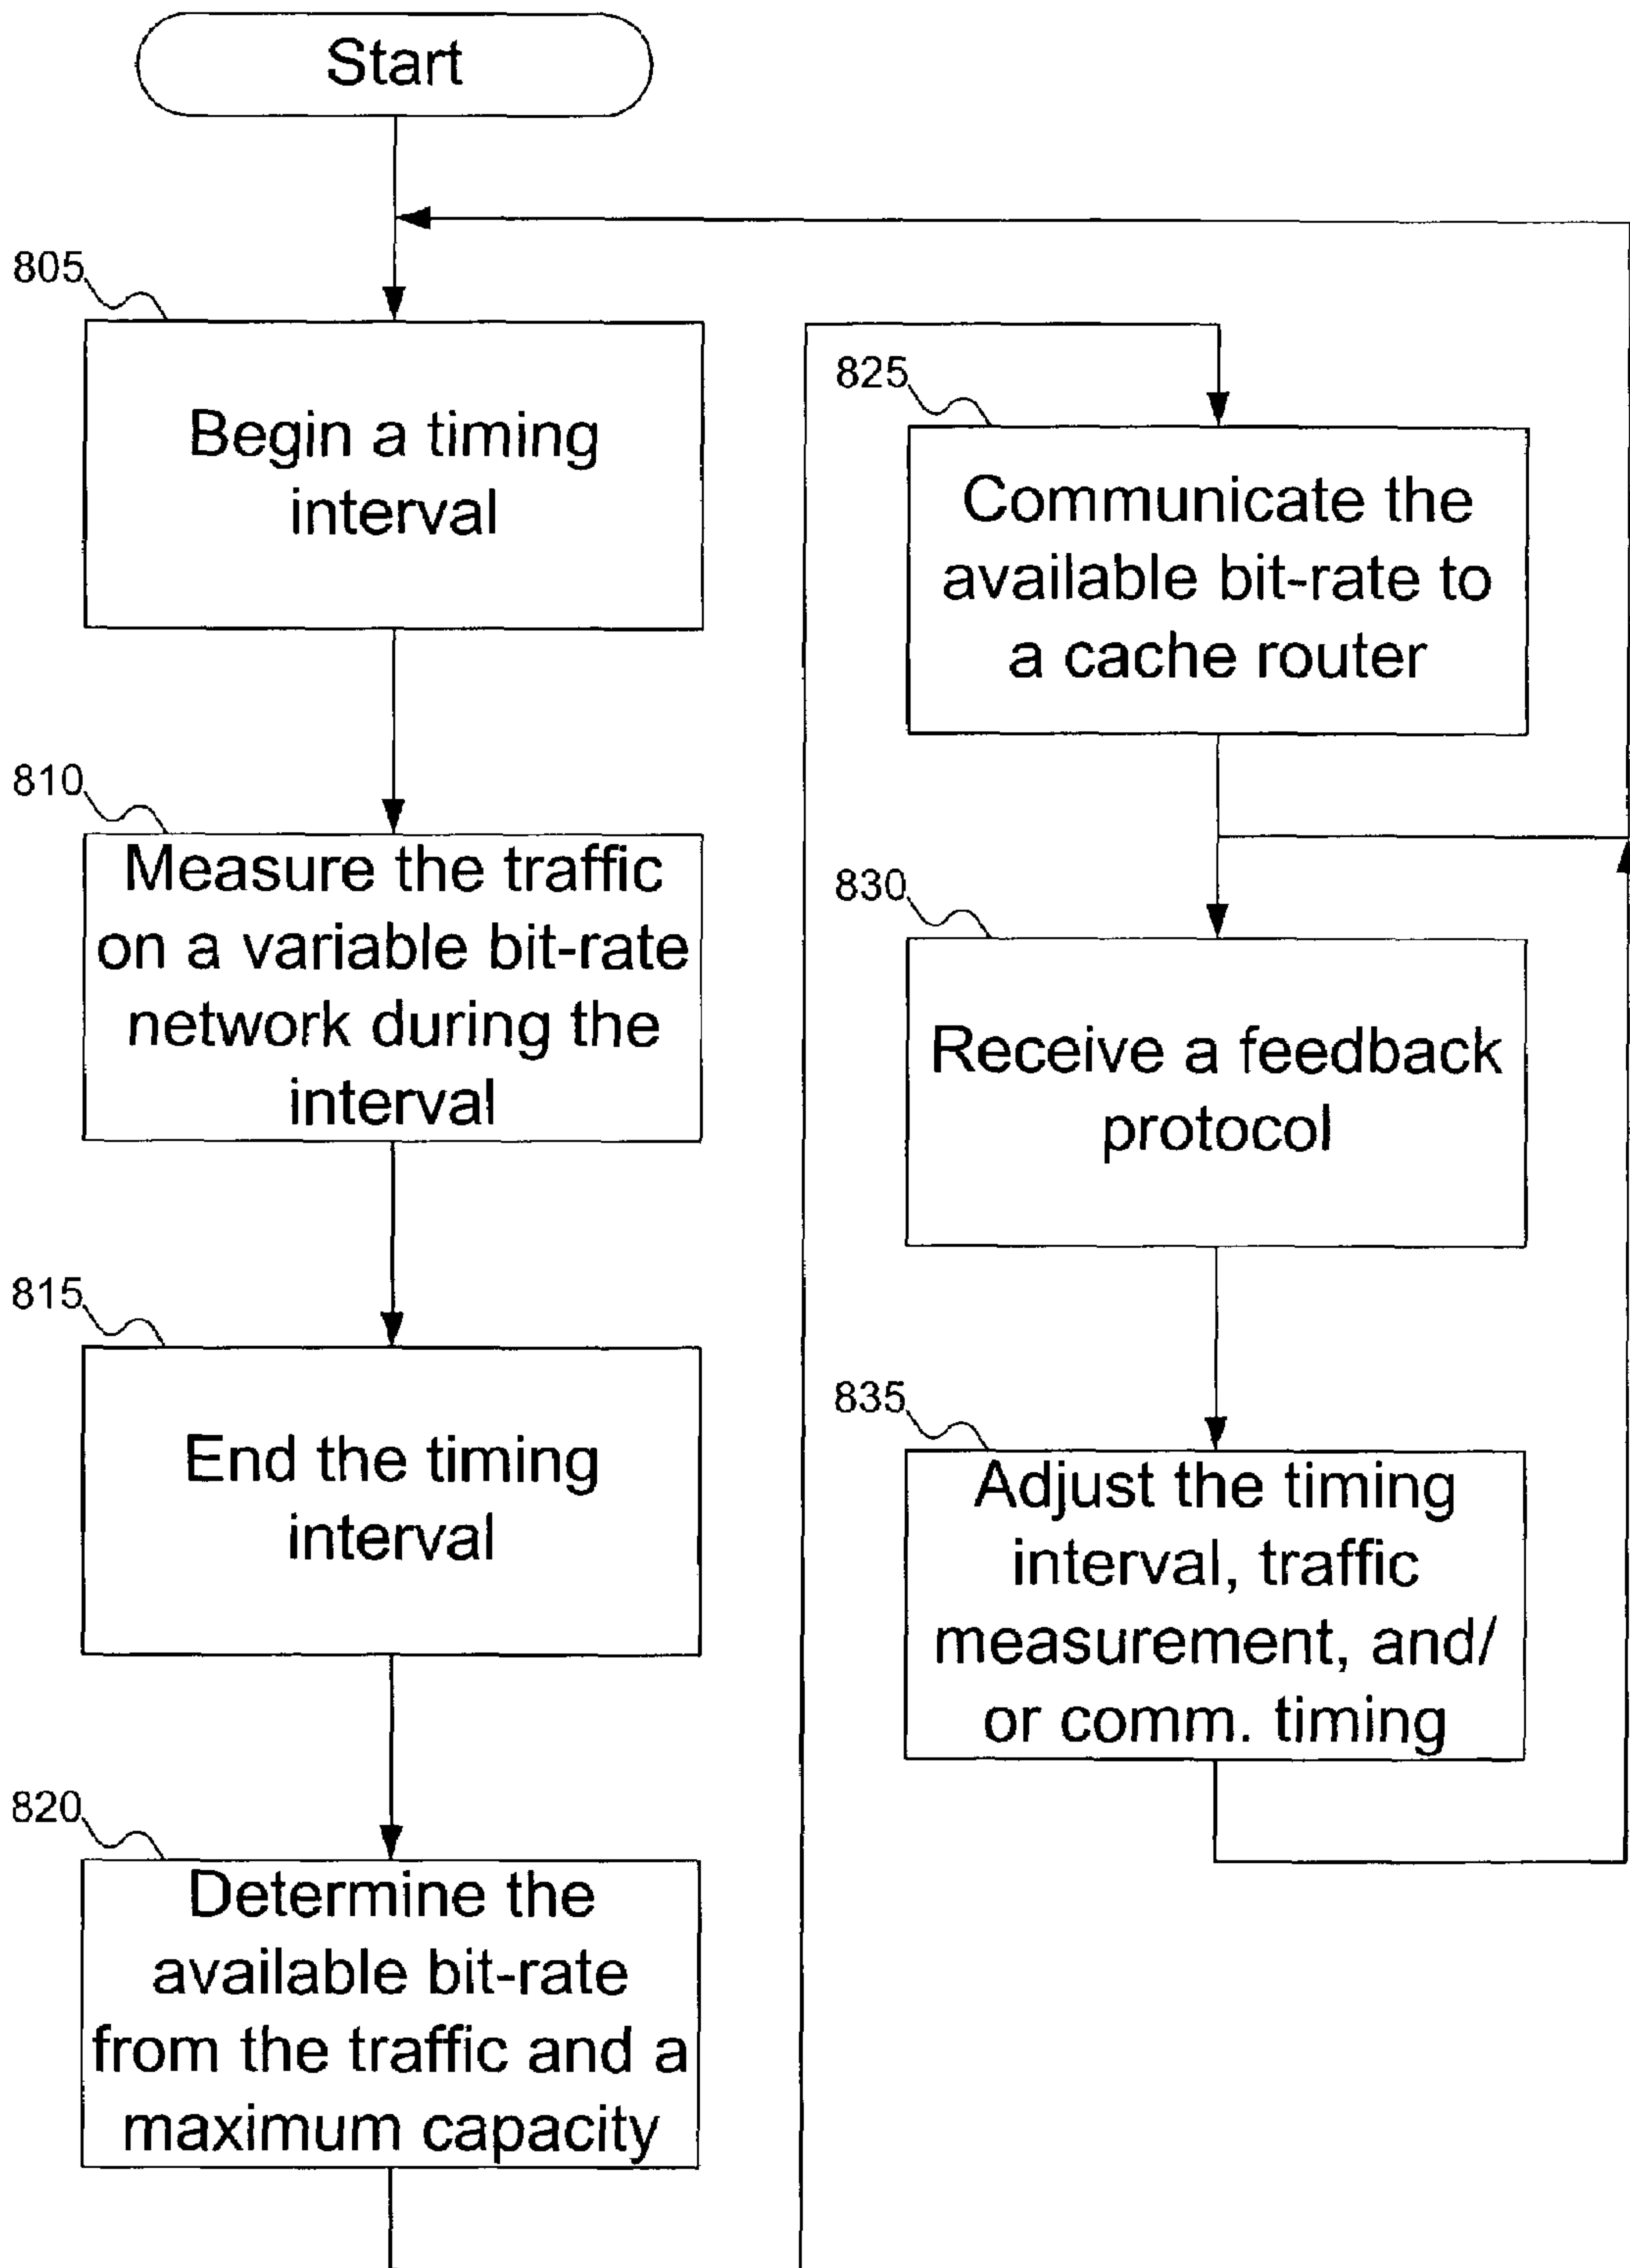 Start
805
Begin a timing
interval
810
Measure the traffic
on a variable bit-rate
network during the
interval
815
End the timing
interval
820
Determine the
available bit-rate
from the traffic and a
maximum capacity
825
Communicate the
available bit-rate to
a cache router
830
Receive a feedback
protocol
835
Adjust the timing
interval, traffic
measurement, and/
or comm. timing